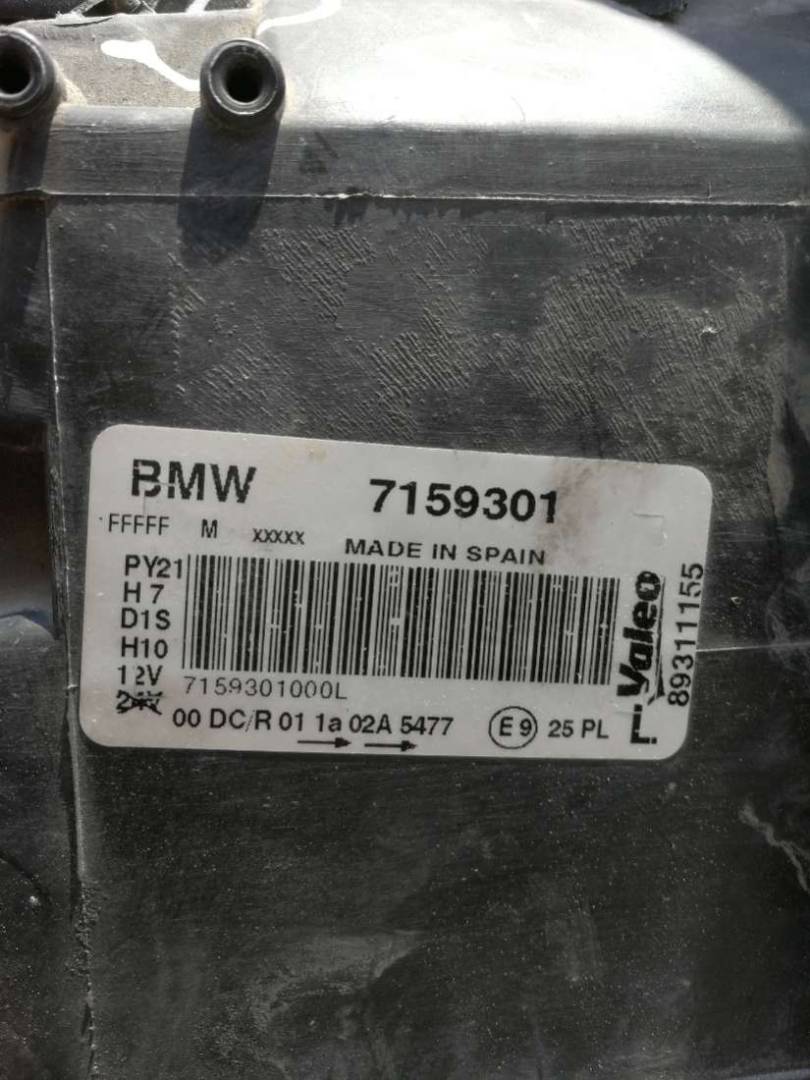 BMW 7159301
FFFFF M XXXXX MADE IN SPAIN
PY21
H7
D1S
H10
12V
24V
7159301000L
00 DC/R 01 1a 02A 5477 E9 25 PL
Valeo
89311155